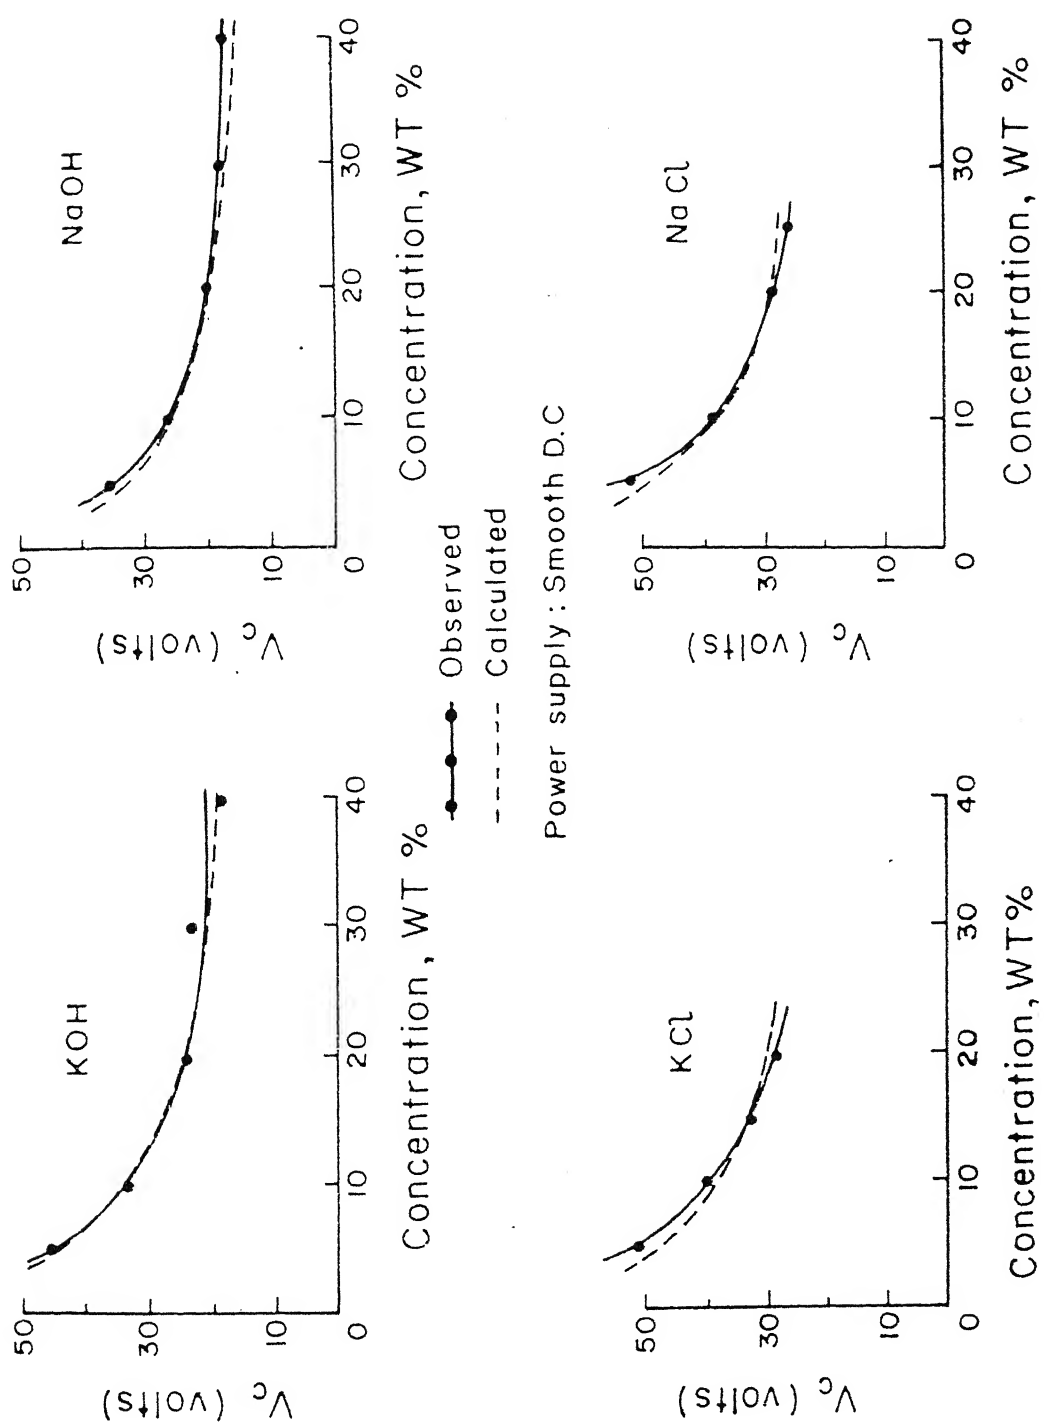 KOH
50
30
10
0
10
20
30
40
Vc (volts)
Concentration, WT %
NaOH
50
30
10
0
10
20
30
40
Vc (volts)
Concentration, WT %
Observed
Calculated
Power supply : Smooth D.C
KCl
50
30
10
0
10
20
30
40
Vc (volts)
Concentration, WT%
NaCl
50
30
10
0
10
20
30
40
Vc (volts)
Concentration, WT %